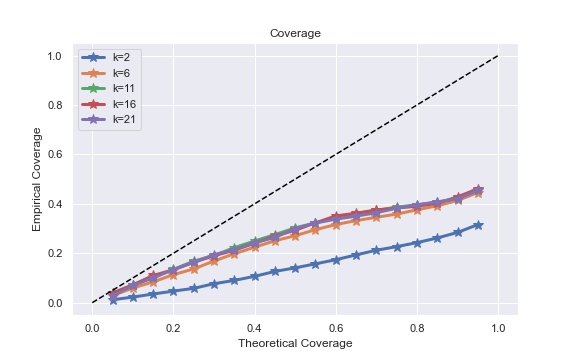 Coverage
k=2
k=6
k=11
k=16
k=21
Empirical Coverage
1.0
0.8
0.6
0.4
0.2
0.0
0.0 0.2 0.4 0.6 0.8 1.0
Theoretical Coverage